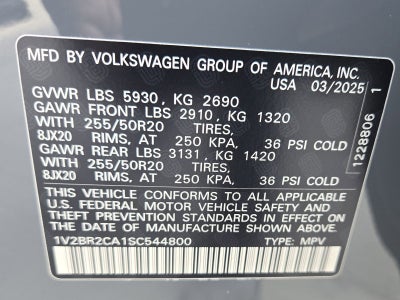 MFD BY VOLKSWAGEN GROUP OF AMERICA, INC.
USA 03/2025
GVWR LBS 5930, KG 2690
GAWR FRONT LBS 2910, KG 1320
WITH 255/50R20 TIRES,
8JX20 RIMS, AT 250 KPA, 36 PSI COLD
GAWR REAR LBS 3131, KG 1420
WITH 255/50R20 TIRES,
8JX20 RIMS, AT 250 KPA, 36 PSI COLD
THIS VEHICLE CONFORMS TO ALL APPLICABLE
U.S. FEDERAL MOTOR VEHICLE SAFETY AND
THEFT PREVENTION STANDARDS IN EFFECT ON
THE DATE OF MANUFACTURE SHOWN ABOVE.
1V2BR2CA1SC544800 TYPE: MPV
1228806 1